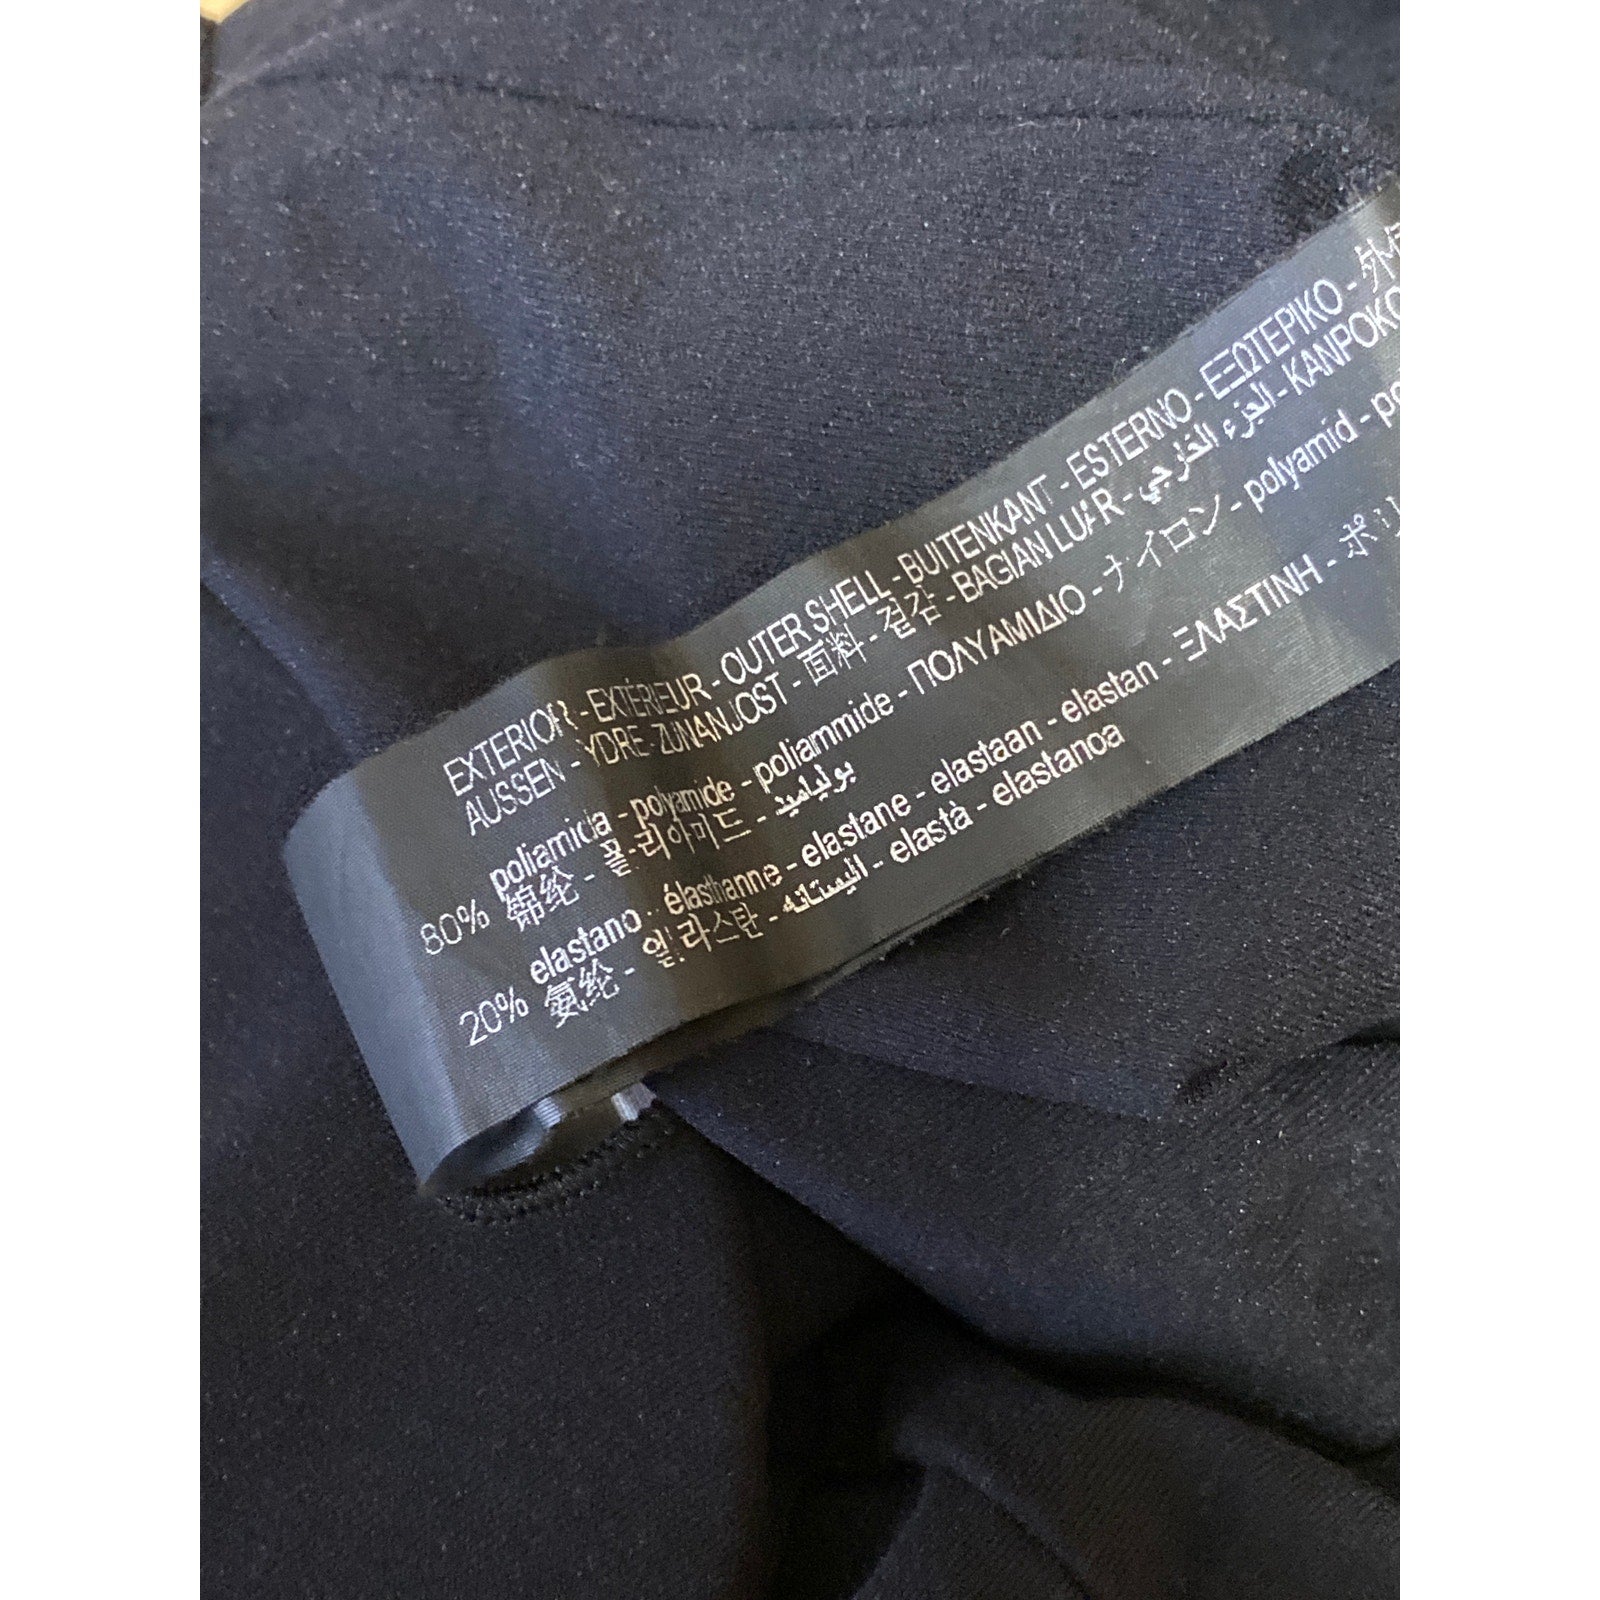 EXTERIOR - EXTÉRIEUR - OUTER SHELL - BUITENKANT - ESTERNO - ΕΞΩΤΕΡΙΚΟ -
AUSSEN - YDRE - ZUNANJOST - 面料 - 겉감 - BAGIAN LUAR - الجزء الخارجي - KANPOKO
80% poliamida - polyamide - poliammide - ΠΟΛΥΑΜΙΔΙΟ - ナイロン - polyamid -
锦纶 - 폴리아미드 - بولياميد
20% elastano - élasthanne - elastane - elastaan - elastan - ΕΛΑΣΤΙΝΗ -
氨纶 - 엘라스탄 - اليستانه - elastà - elastanoa